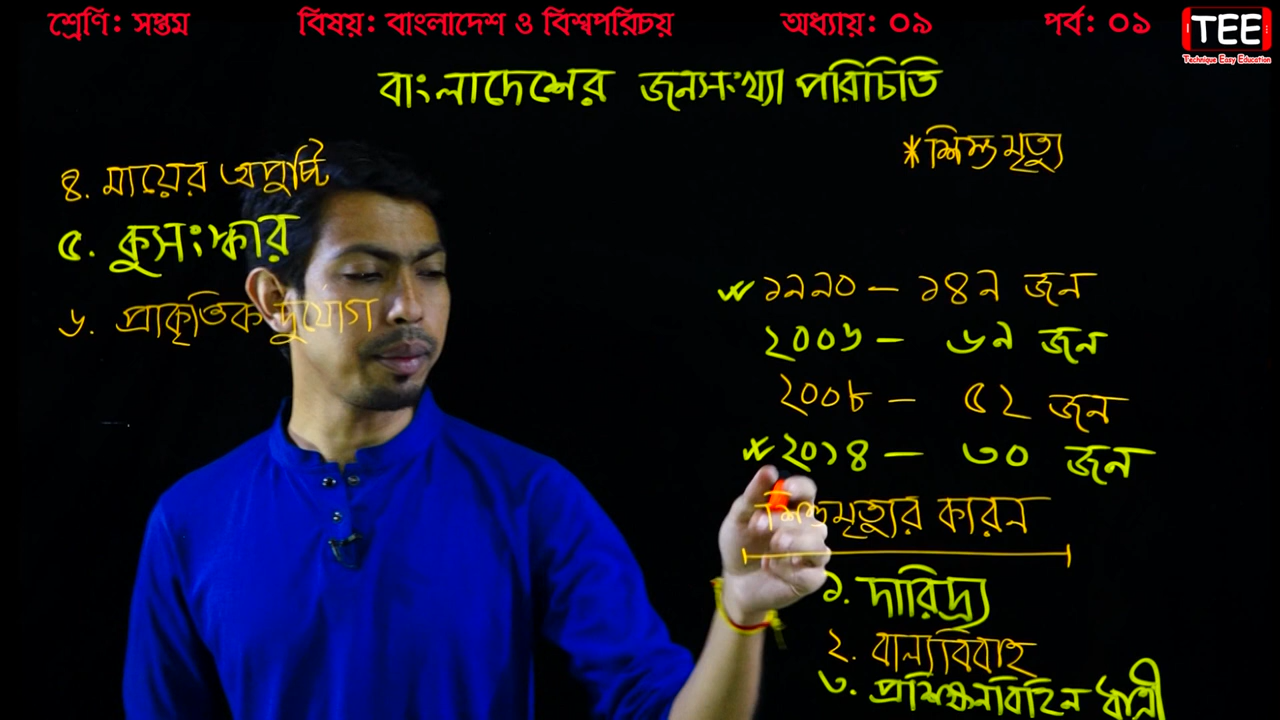 শ্রেণি: সপ্তম বিষয়: বাংলাদেশ ও বিশ্বপরিচয় অধ্যায়: ০৯ পর্ব: ০১
TEE
Technique Easy Education
বাংলাদেশের জনসংখ্যা পরিচিতি
৪. মায়ের অপুষ্টি
৫. কুসংস্কার
৬. প্রাকৃতিক দুযোগ
*শিশু মৃত্যু
১৯৯০ – ১৪৯ জন
২০০৬ – ৬৯ জন
২০০৮ – ৫২ জন
২০১৪ – ৩০ জন
শিশুমৃত্যুর কারন
১. দারিদ্র্য
২. বাল্যবিবাহ
৩. প্রশিক্ষনবিহিন ধাত্রী